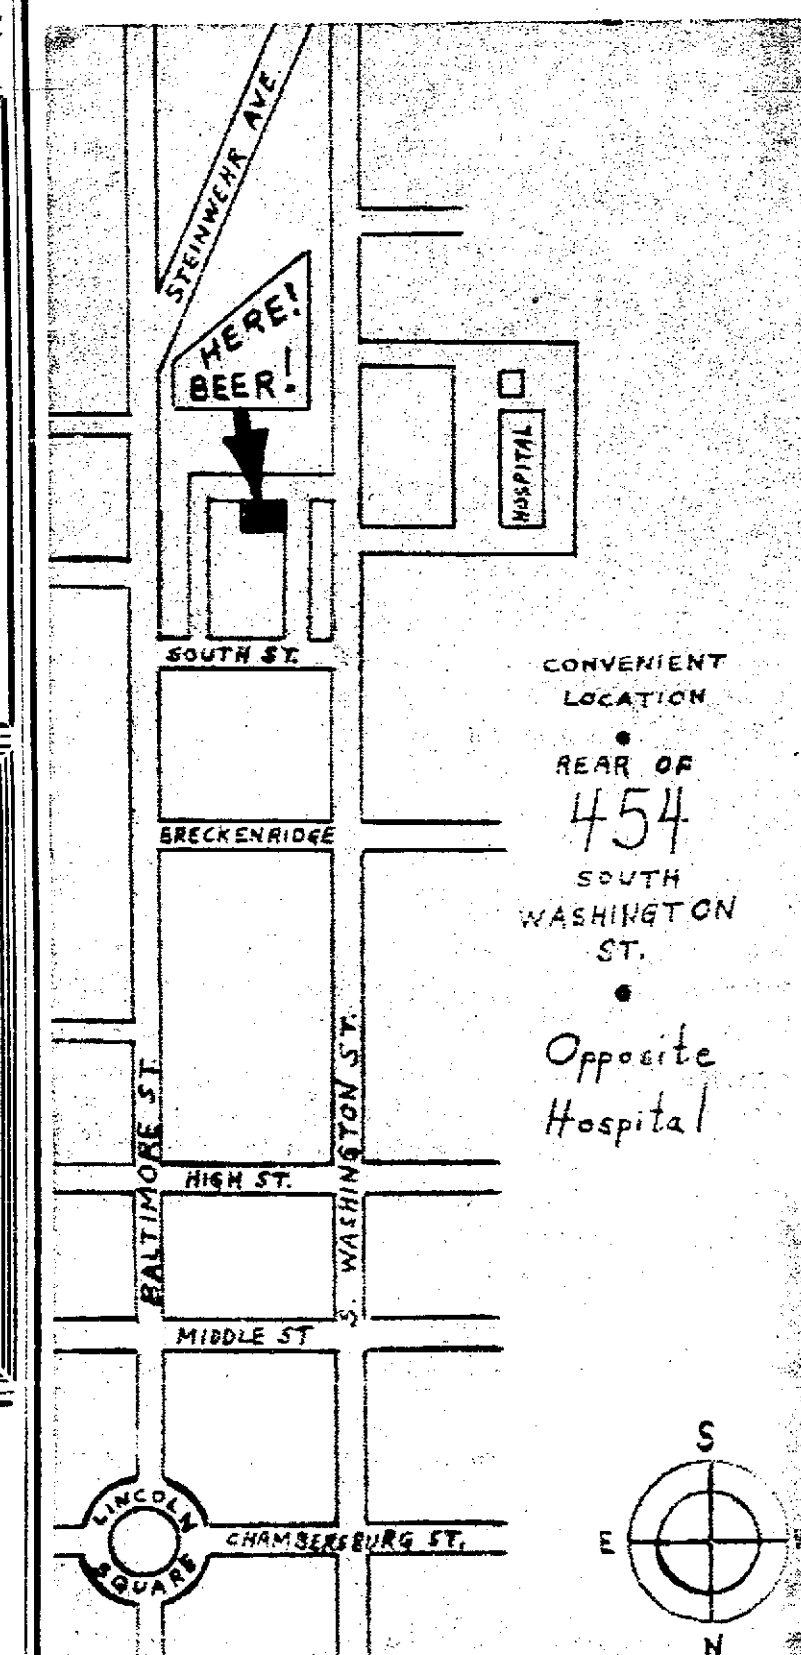 STEINWEHR AVE
HERE!
BEER!
HOSPITAL
SOUTH ST.
CONVENIENT
LOCATION
•
REAR OF
454
SOUTH
WASHINGTON
ST.
•
Opposite
Hospital
BRECKENRIDGE
BALTIMORE ST.
S. WASHINGTON ST.
HIGH ST.
MIDDLE ST
LINCOLN
SQUARE
CHAMBERSBURG ST.
S
E
N